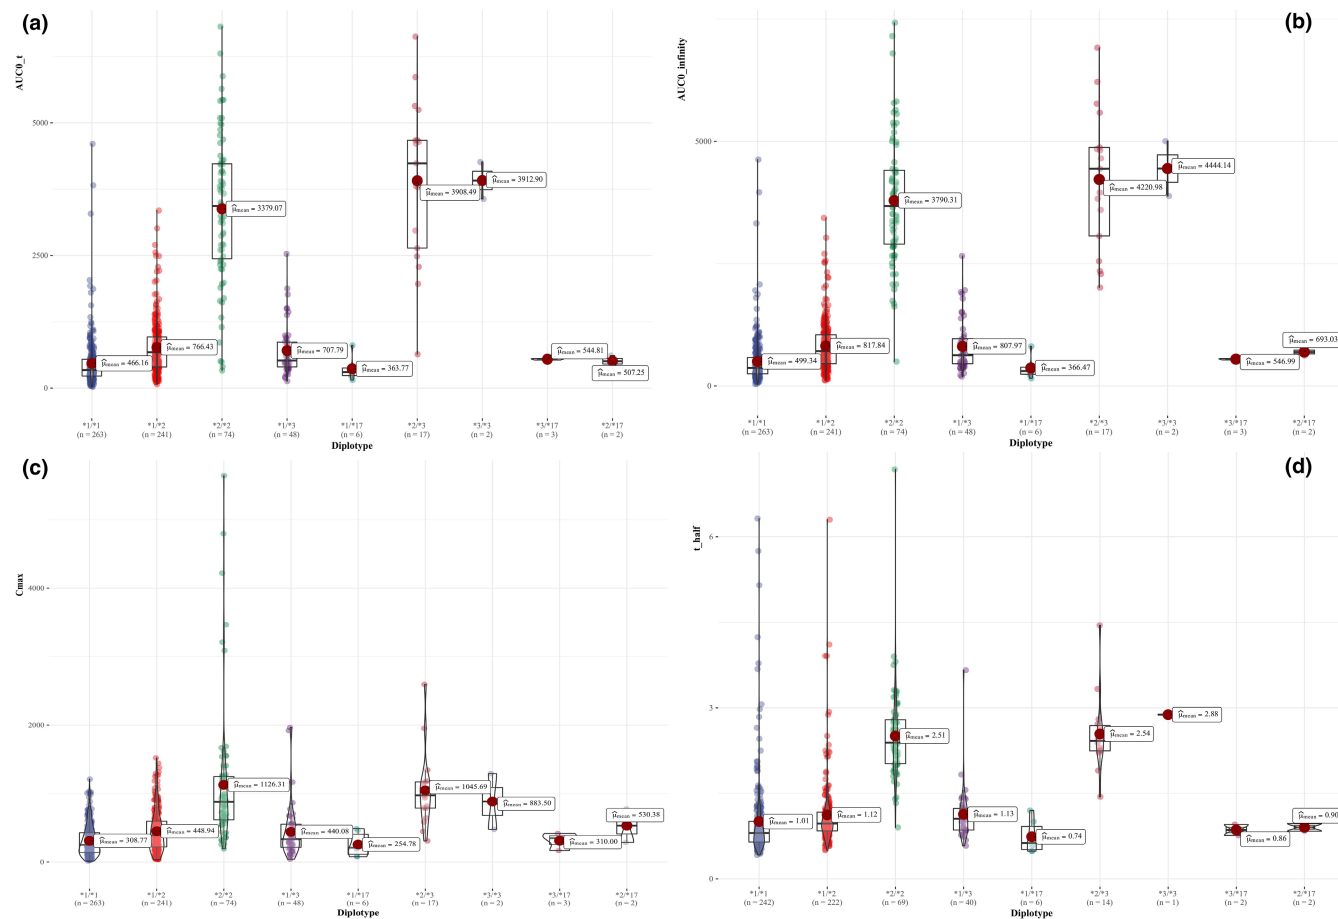 (a)
AUC0_t
5000
2500
0
μ̂mean = 466.16
μ̂mean = 766.43
μ̂mean = 3379.07
μ̂mean = 707.79
μ̂mean = 363.77
μ̂mean = 3908.49
μ̂mean = 3912.90
μ̂mean = 544.81
μ̂mean = 507.25
*1/*1 *1/*2 *2/*2 *1/*3 *1/*17 *2/*3 *3/*3 *3/*17 *2/*17
(n = 263) (n = 241) (n = 74) (n = 48) (n = 6) (n = 17) (n = 2) (n = 3) (n = 2)
Diplotype
(b)
AUC0_infinity
5000
0
μ̂mean = 499.34
μ̂mean = 817.84
μ̂mean = 3790.31
μ̂mean = 807.97
μ̂mean = 366.47
μ̂mean = 4220.98
μ̂mean = 4444.14
μ̂mean = 546.99
μ̂mean = 693.03
*1/*1 *1/*2 *2/*2 *1/*3 *1/*17 *2/*3 *3/*3 *3/*17 *2/*17
(n = 263) (n = 241) (n = 74) (n = 48) (n = 6) (n = 17) (n = 2) (n = 3) (n = 2)
Diplotype
(c)
Cmax
4000
2000
0
μ̂mean = 308.77
μ̂mean = 448.94
μ̂mean = 1126.31
μ̂mean = 440.08
μ̂mean = 254.78
μ̂mean = 1045.69
μ̂mean = 883.50
μ̂mean = 310.00
μ̂mean = 530.38
*1/*1 *1/*2 *2/*2 *1/*3 *1/*17 *2/*3 *3/*3 *3/*17 *2/*17
(n = 263) (n = 241) (n = 74) (n = 48) (n = 6) (n = 17) (n = 2) (n = 3) (n = 2)
Diplotype
(d)
t_half
6
3
0
μ̂mean = 1.01
μ̂mean = 1.12
μ̂mean = 2.51
μ̂mean = 1.13
μ̂mean = 0.74
μ̂mean = 2.54
μ̂mean = 2.88
μ̂mean = 0.86
μ̂mean = 0.90
*1/*1 *1/*2 *2/*2 *1/*3 *1/*17 *2/*3 *3/*3 *3/*17 *2/*17
(n = 242) (n = 222) (n = 69) (n = 40) (n = 6) (n = 14) (n = 1) (n = 2) (n = 2)
Diplotype